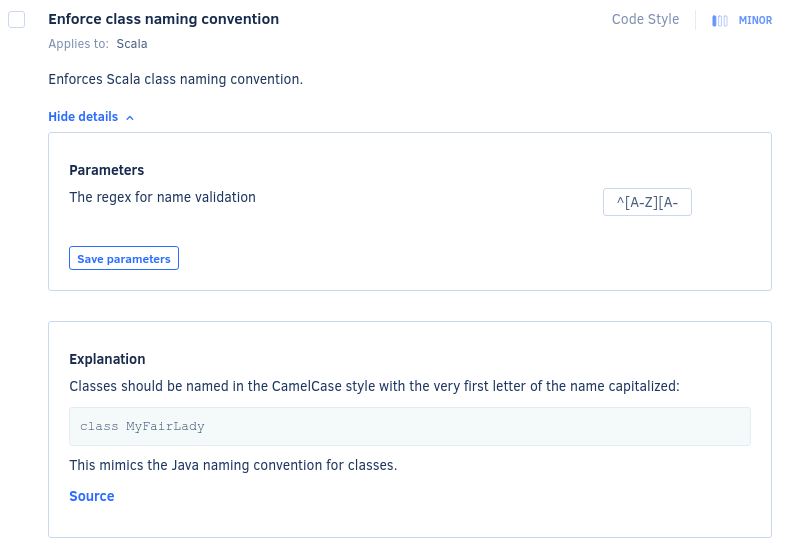 Enforce class naming convention
Code Style
MINOR
Applies to: Scala
Enforces Scala class naming convention.
Hide details
Parameters
The regex for name validation
^[A-Z][A-
Save parameters
Explanation
Classes should be named in the CamelCase style with the very first letter of the name capitalized:
class MyFairLady
This mimics the Java naming convention for classes.
Source